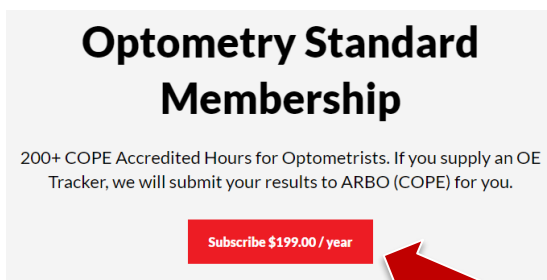 Optometry Standard
Membership
200+ COPE Accredited Hours for Optometrists. If you supply an OE
Tracker, we will submit your results to ARBO (COPE) for you.
Subscribe $199.00 / year